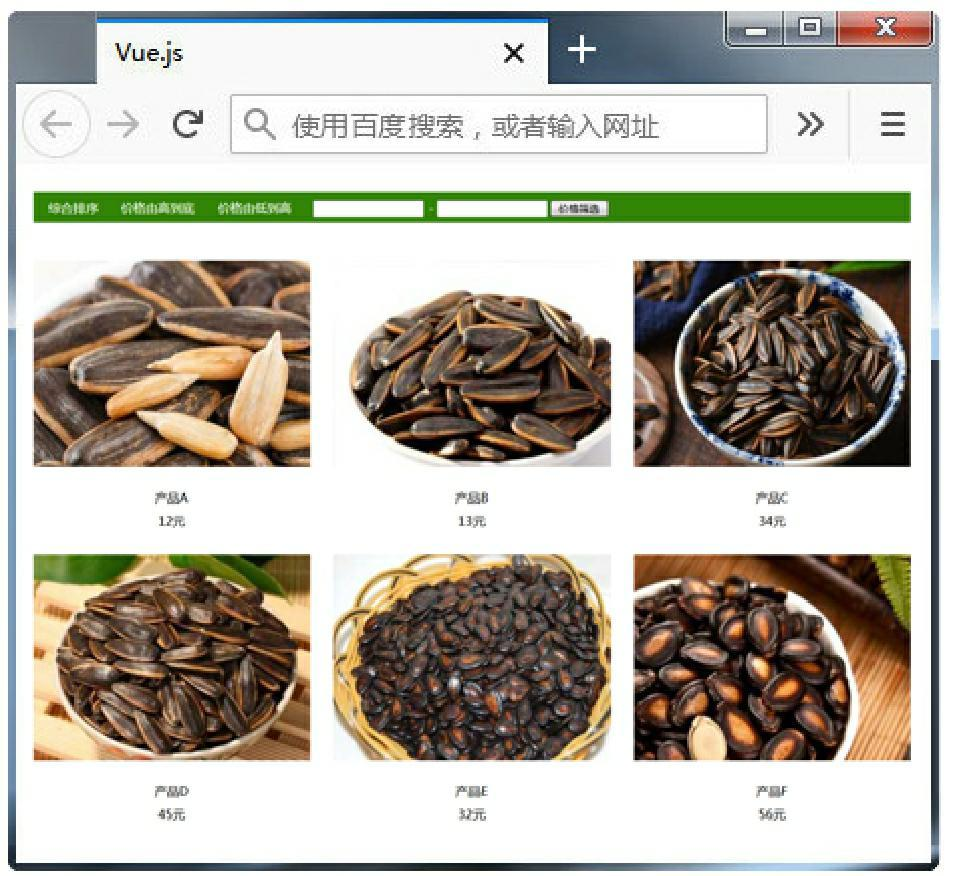 Vue.js
使用百度搜索，或者输入网址
综合排序 价格由高到底 价格由低到高 - 价格筛选
产品A 产品B 产品C
12元 13元 34元
产品D 产品E 产品F
45元 32元 56元